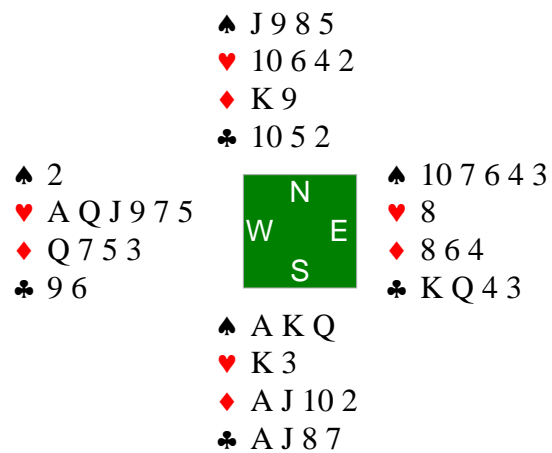 ♠ J 9 8 5
♥ 10 6 4 2
♦ K 9
♣ 10 5 2
♠ 2
♥ A Q J 9 7 5
♦ Q 7 5 3
♣ 9 6
N
W E
S
♠ 10 7 6 4 3
♥ 8
♦ 8 6 4
♣ K Q 4 3
♠ A K Q
♥ K 3
♦ A J 10 2
♣ A J 8 7